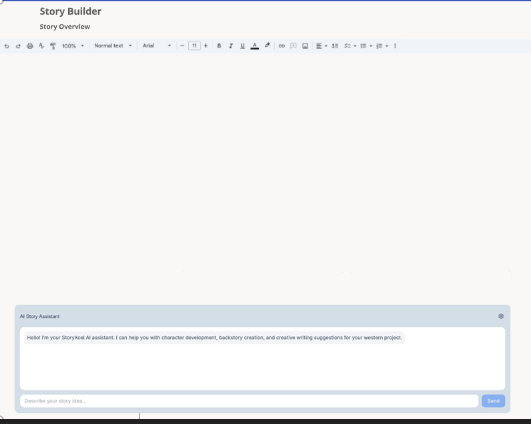 Story Builder
Story Overview
100% Normal text Arial − 11 + B I U A
AI Story Assistant
Hello! I'm your StoryXcel AI assistant. I can help you with character development, backstory creation, and creative writing suggestions for your western project.
Describe your story idea...
Send